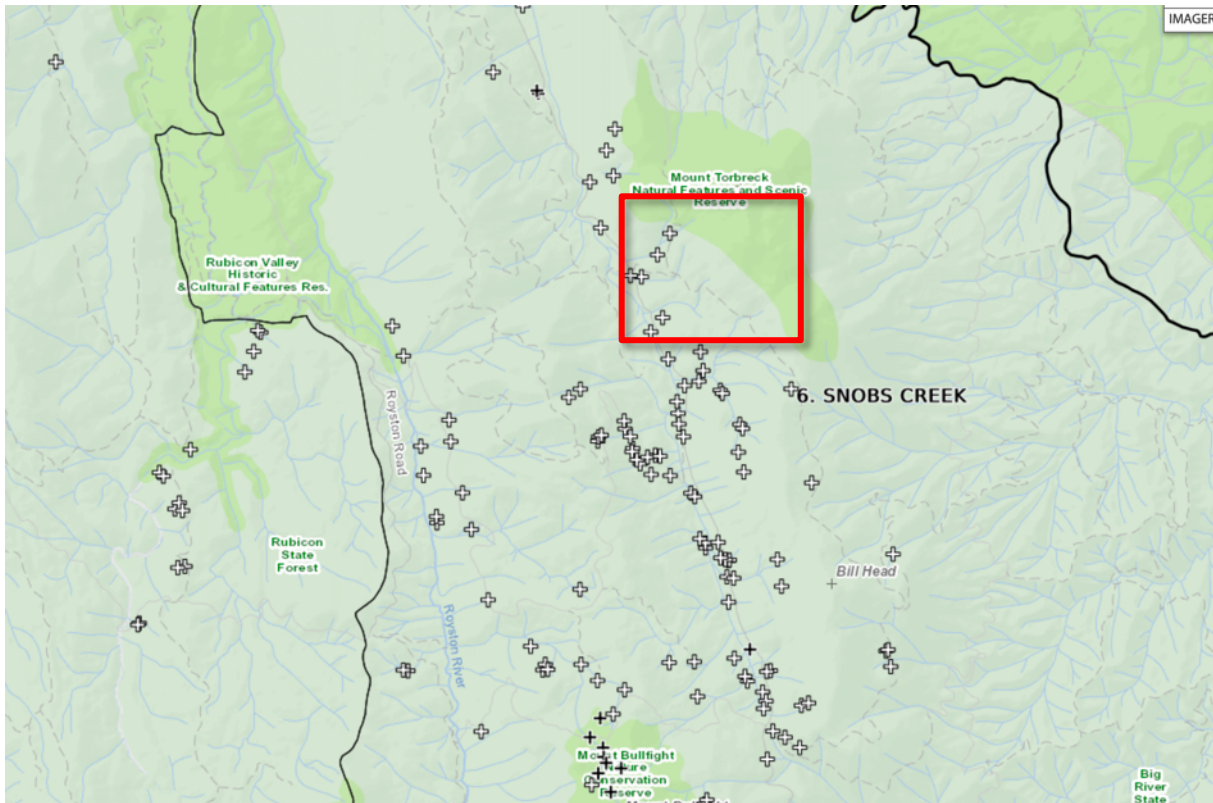 IMAGER
Mount Torbreck
Natural Features and Scenic
Reserve
Rubicon Valley
Historic
& Cultural Features Res.
6. SNOBS CREEK
Royston Road
Rubicon
State
Forest
Bill Head
Royston River
Mount Bullfight
Nature
Conservation
Reserve
Big
River
State